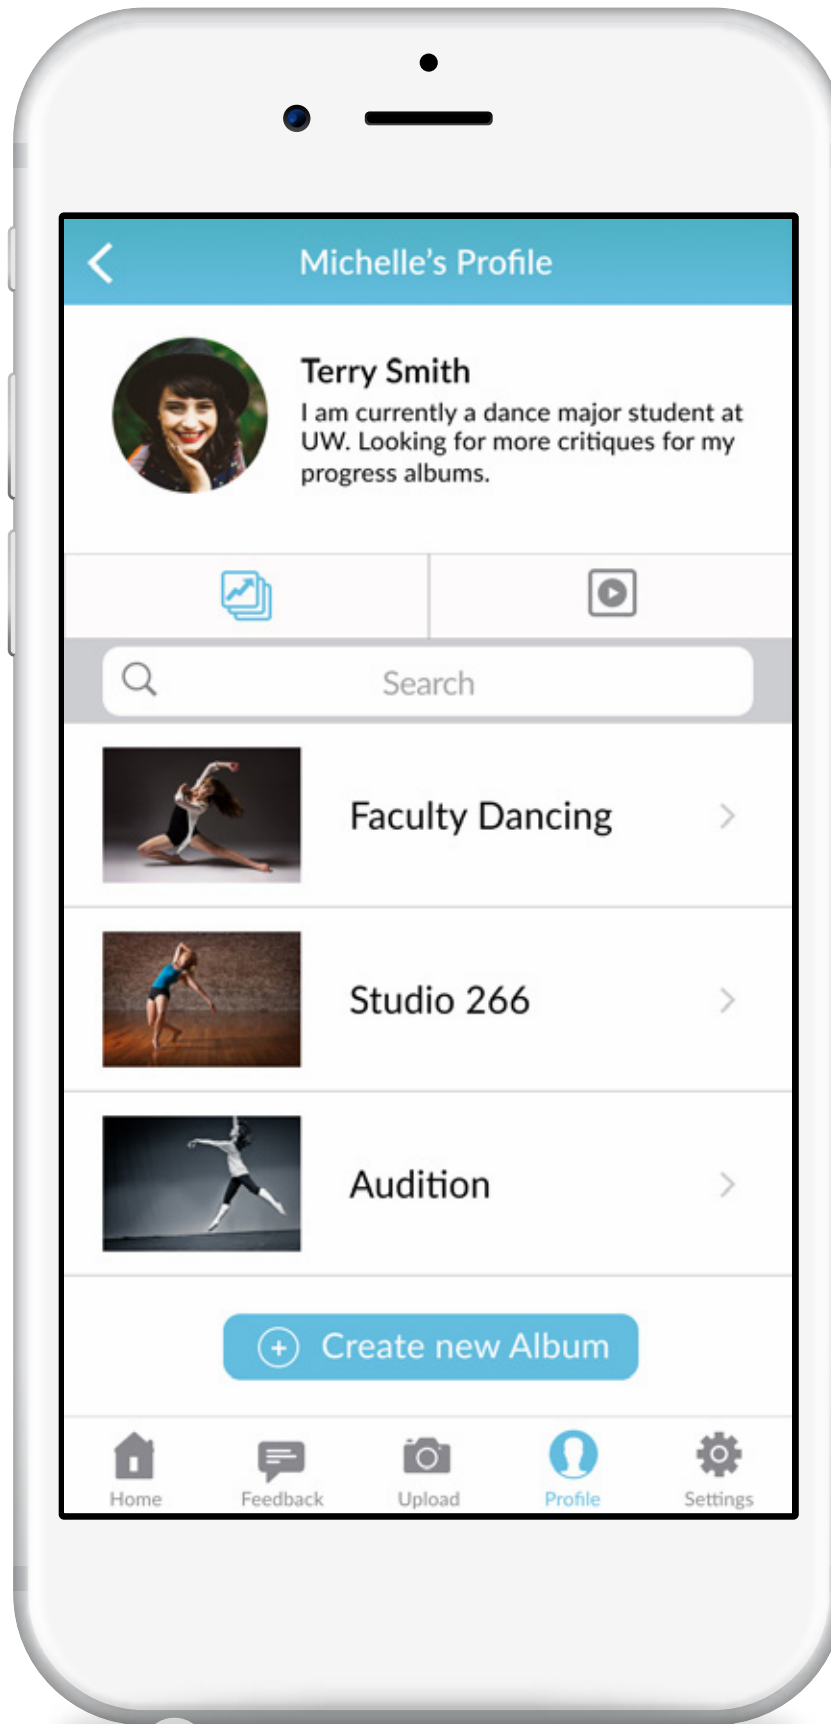 Michelle's Profile
Terry Smith
I am currently a dance major student at
UW. Looking for more critiques for my
progress albums.
Search
Faculty Dancing
Studio 266
Audition
Create new Album
Home Feedback Upload Profile Settings